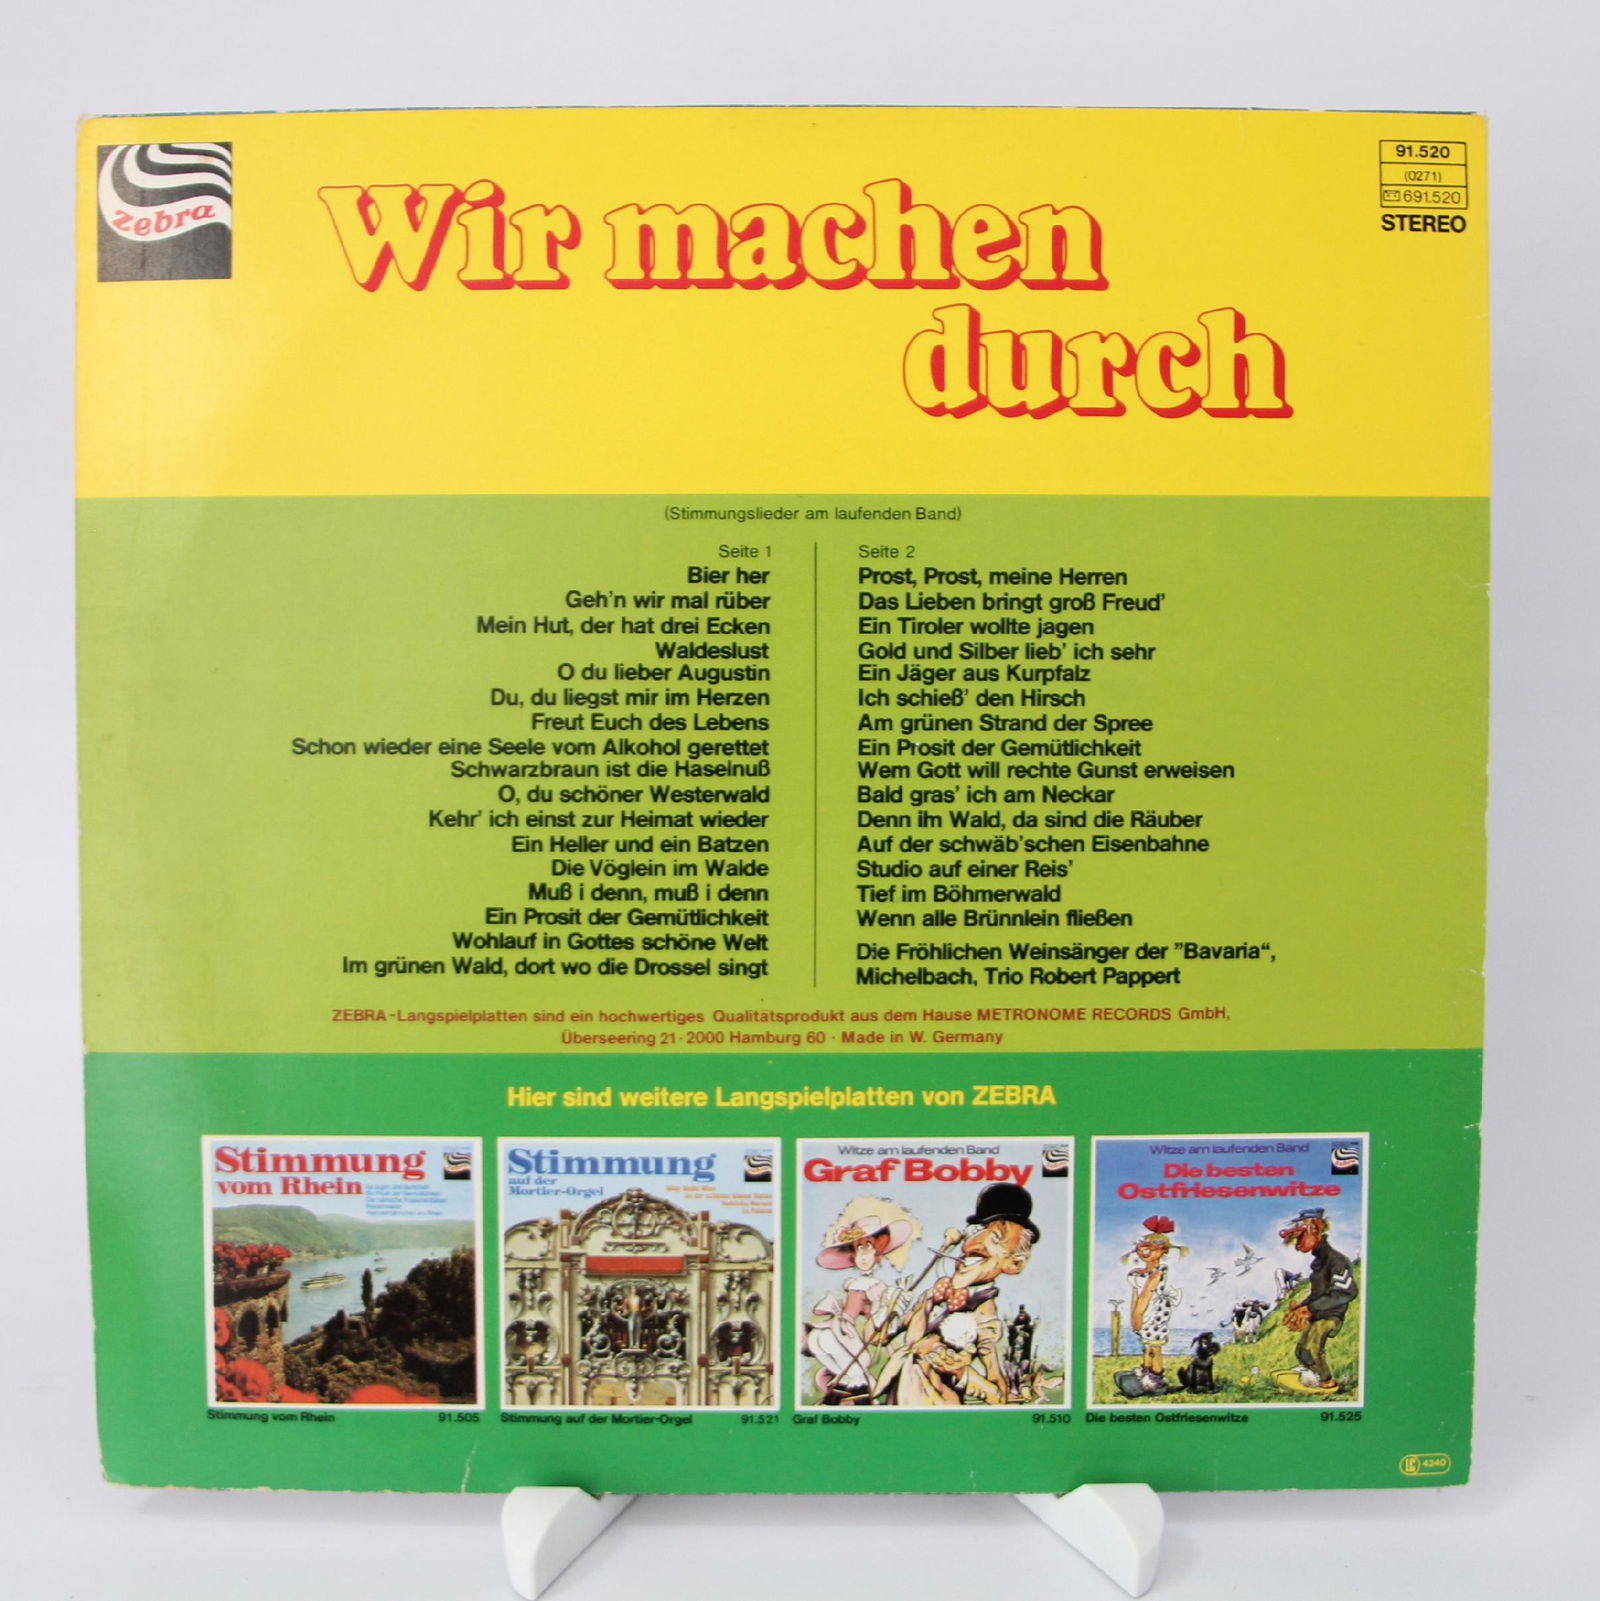 zebra
91.520
(0271)
691.520
STEREO
Wir machen
durch
(Stimmungslieder am laufenden Band)
Seite 1
Bier her
Geh'n wir mal rüber
Mein Hut, der hat drei Ecken
Waldeslust
O du lieber Augustin
Du, du liegst mir im Herzen
Freut Euch des Lebens
Schon wieder eine Seele vom Alkohol gerettet
Schwarzbraun ist die Haselnuß
O, du schöner Westerwald
Kehr' ich einst zur Heimat wieder
Ein Heller und ein Batzen
Die Vöglein im Walde
Muß i denn, muß i denn
Ein Prosit der Gemütlichkeit
Wohlauf in Gottes schöne Welt
Im grünen Wald, dort wo die Drossel singt
Seite 2
Prost, Prost, meine Herren
Das Lieben bringt groß Freud'
Ein Tiroler wollte jagen
Gold und Silber lieb' ich sehr
Ein Jäger aus Kurpfalz
Ich schieß' den Hirsch
Am grünen Strand der Spree
Ein Prosit der Gemütlichkeit
Wem Gott will rechte Gunst erweisen
Bald gras' ich am Neckar
Denn im Wald, da sind die Räuber
Auf der schwäb'schen Eisenbahne
Studio auf einer Reis'
Tief im Böhmerwald
Wenn alle Brünnlein fließen
Die Fröhlichen Weinsänger der "Bavaria",
Michelbach, Trio Robert Pappert
ZEBRA-Langspielplatten sind ein hochwertiges Qualitätsprodukt aus dem Hause METRONOME RECORDS GmbH,
Überseering 21 · 2000 Hamburg 60 · Made in W. Germany
Hier sind weitere Langspielplatten von ZEBRA
Stimmung
vom Rhein
Stimmung
auf der
Mortier-Orgel
Witze am laufenden Band
Graf Bobby
Witze am laufenden Band
Die besten
Ostfriesenwitze
Stimmung vom Rhein 91.505
Stimmung auf der Mortier-Orgel 91.521
Graf Bobby 91.510
Die besten Ostfriesenwitze 91.525
LC 4340